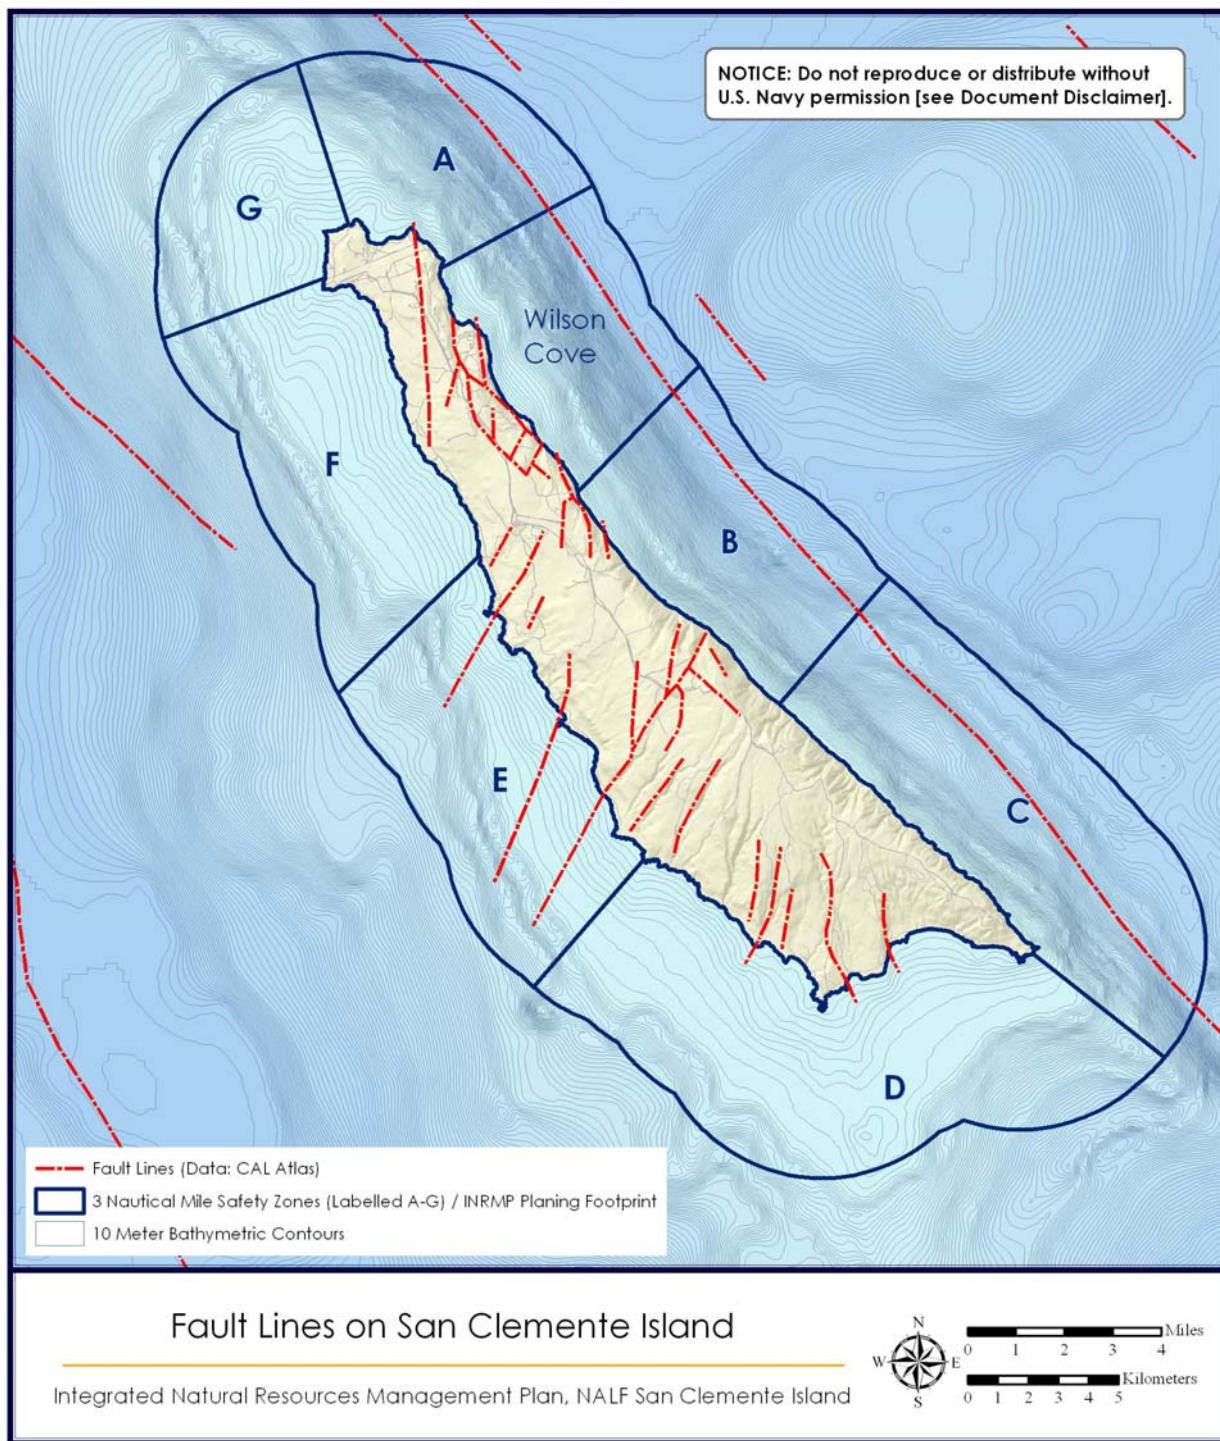 NOTICE: Do not reproduce or distribute without
U.S. Navy permission [see Document Disclaimer].
A
G
Wilson
Cove
F
B
E
C
D
Fault Lines (Data: CAL Atlas)
3 Nautical Mile Safety Zones (Labelled A-G) / INRMP Planing Footprint
10 Meter Bathymetric Contours
Fault Lines on San Clemente Island
Integrated Natural Resources Management Plan, NALF San Clemente Island
N
W E
S
Miles
0 1 2 3 4
Kilometers
0 1 2 3 4 5